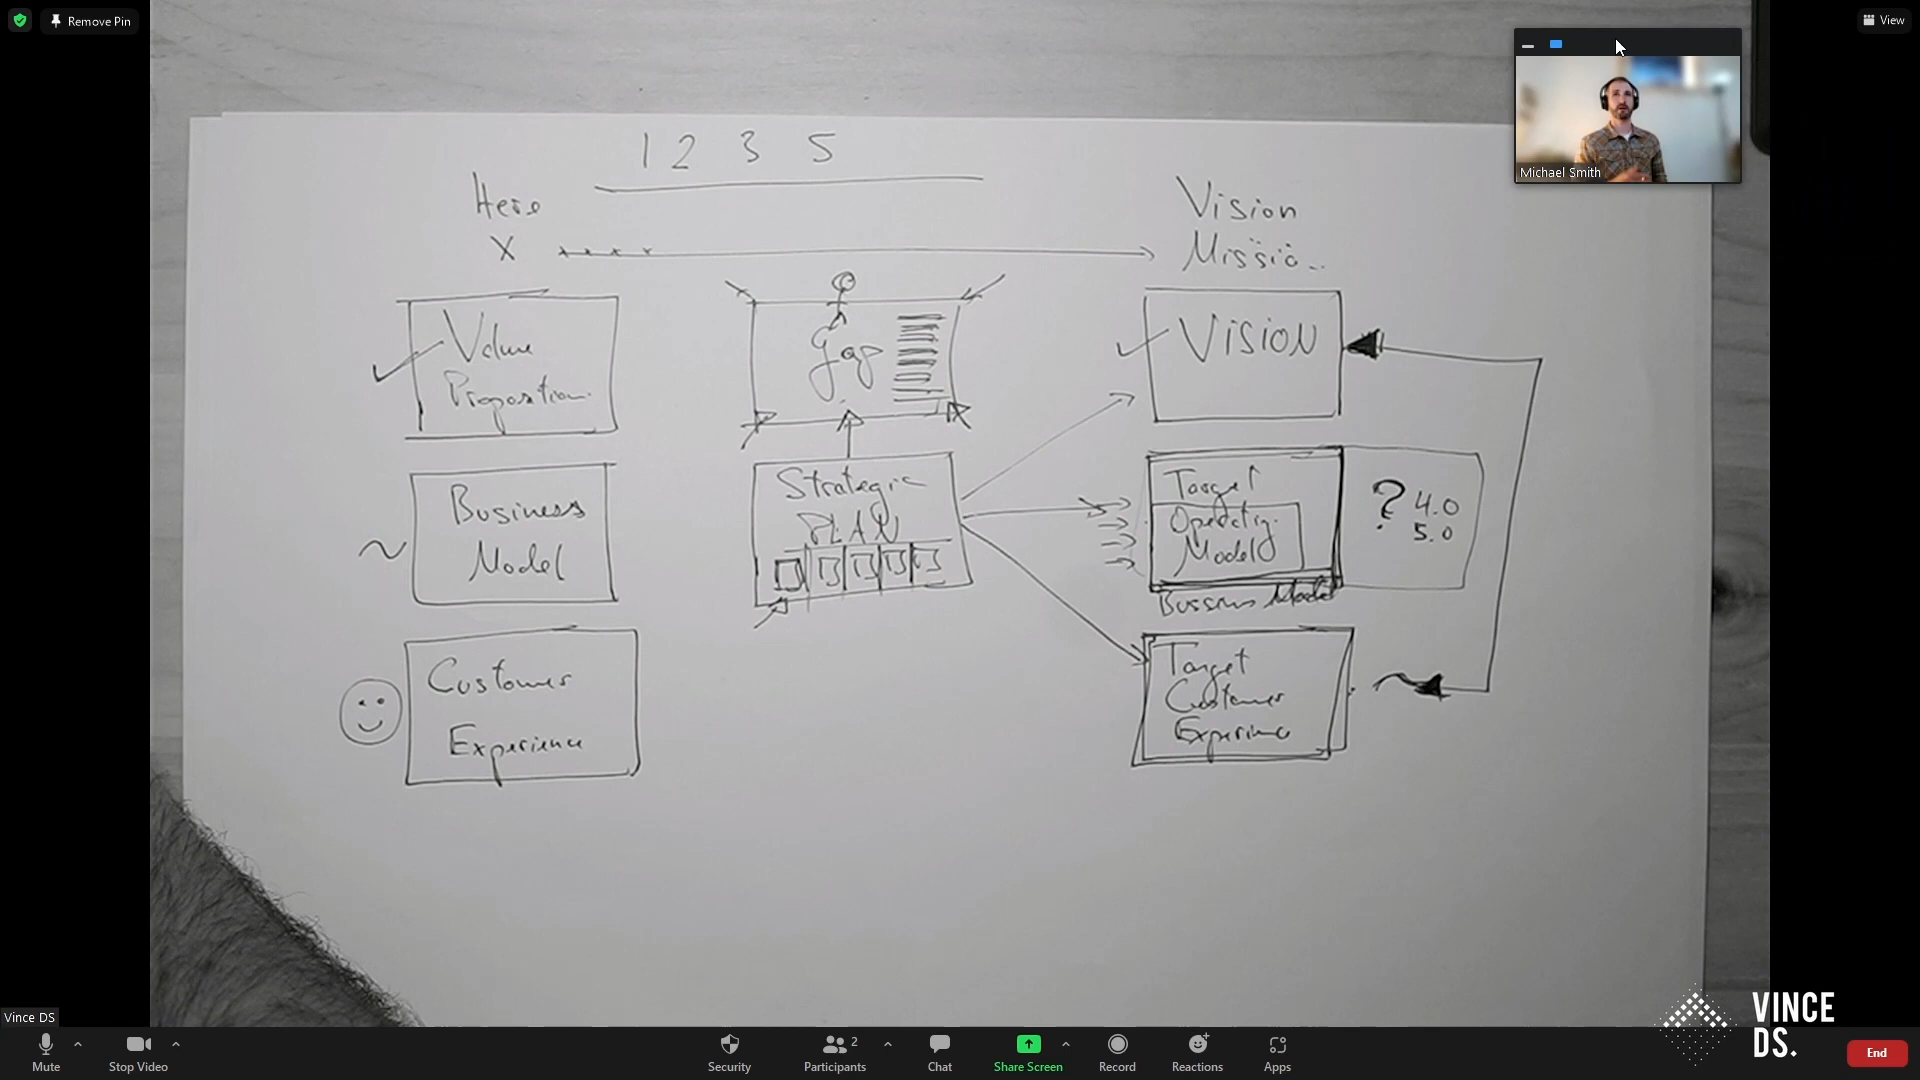 Remove Pin
View
Michael Smith
1 2 3 5
Here
X
Vision
Missio..
Value
Proposition
Gap
VISION
Business
Model
Strategic
PLAN
Target
Operating
Model
? 4.0
5.0
Bussnes Model
Customer
Experience
Target
Customer
Experience
Vince DS
VINCE
DS.
Mute
Stop Video
Security
Participants
2
Chat
Share Screen
Record
Reactions
Apps
End